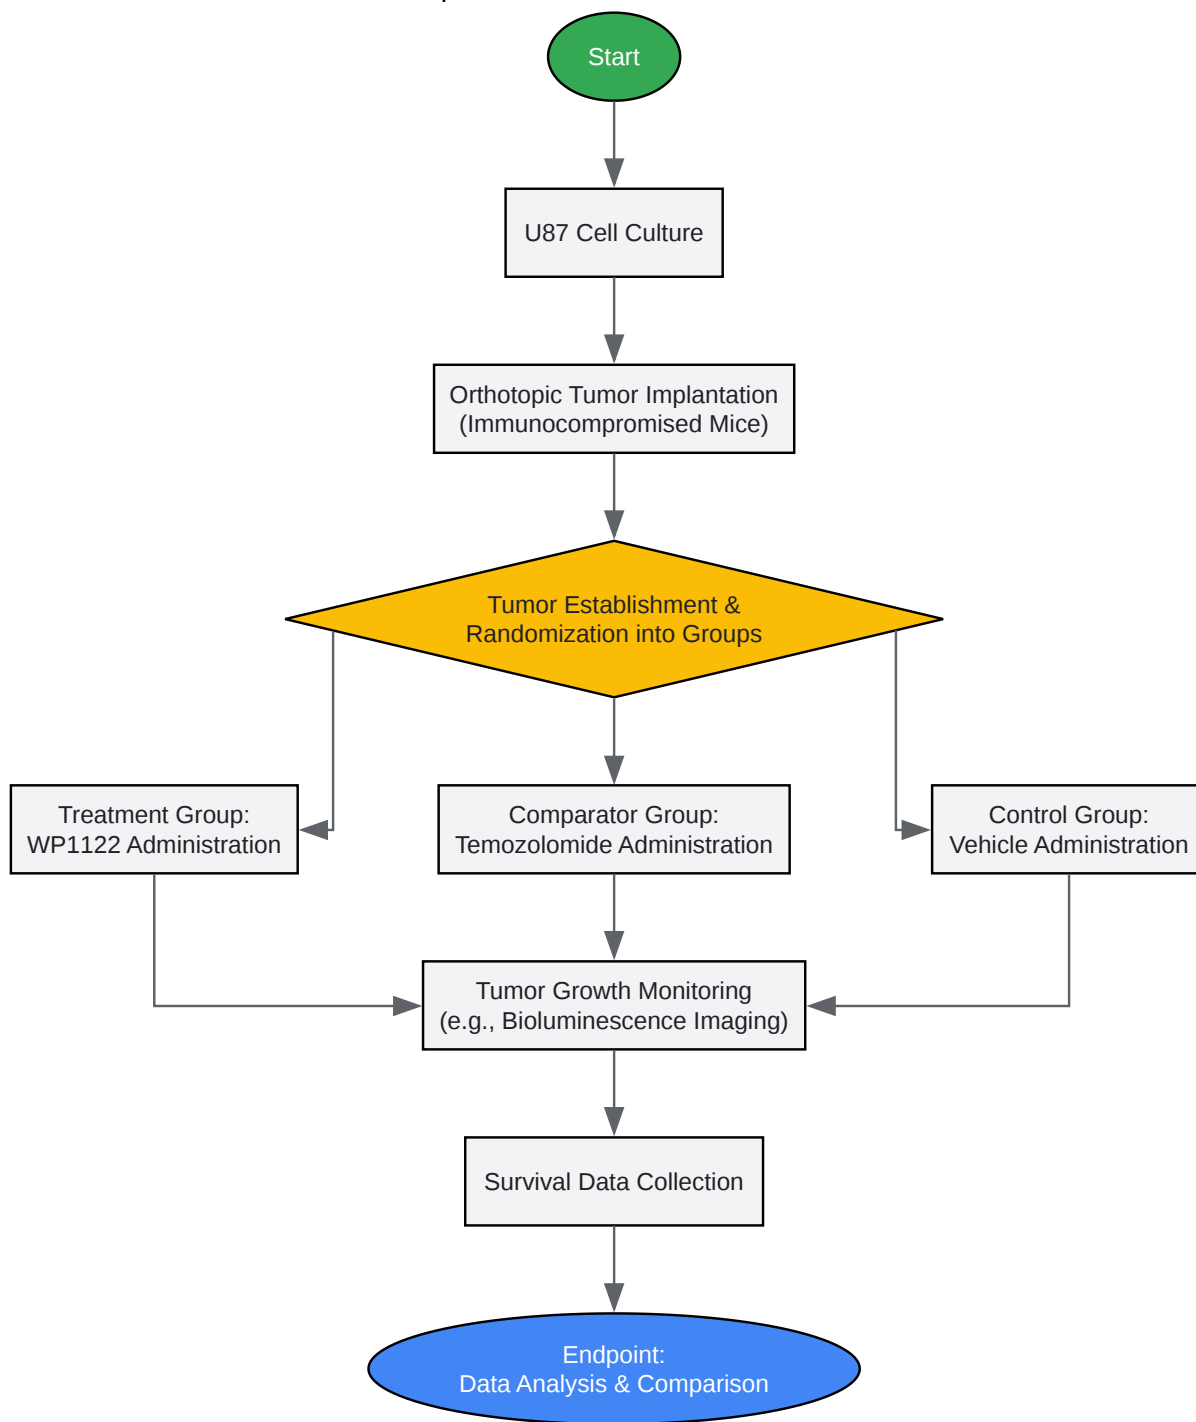 Start
U87 Cell Culture
Orthotopic Tumor Implantation
(Immunocompromised Mice)
Tumor Establishment &
Randomization into Groups
Treatment Group:
WP1122 Administration
Comparator Group:
Temozolomide Administration
Control Group:
Vehicle Administration
Tumor Growth Monitoring
(e.g., Bioluminescence Imaging)
Survival Data Collection
Endpoint:
Data Analysis & Comparison